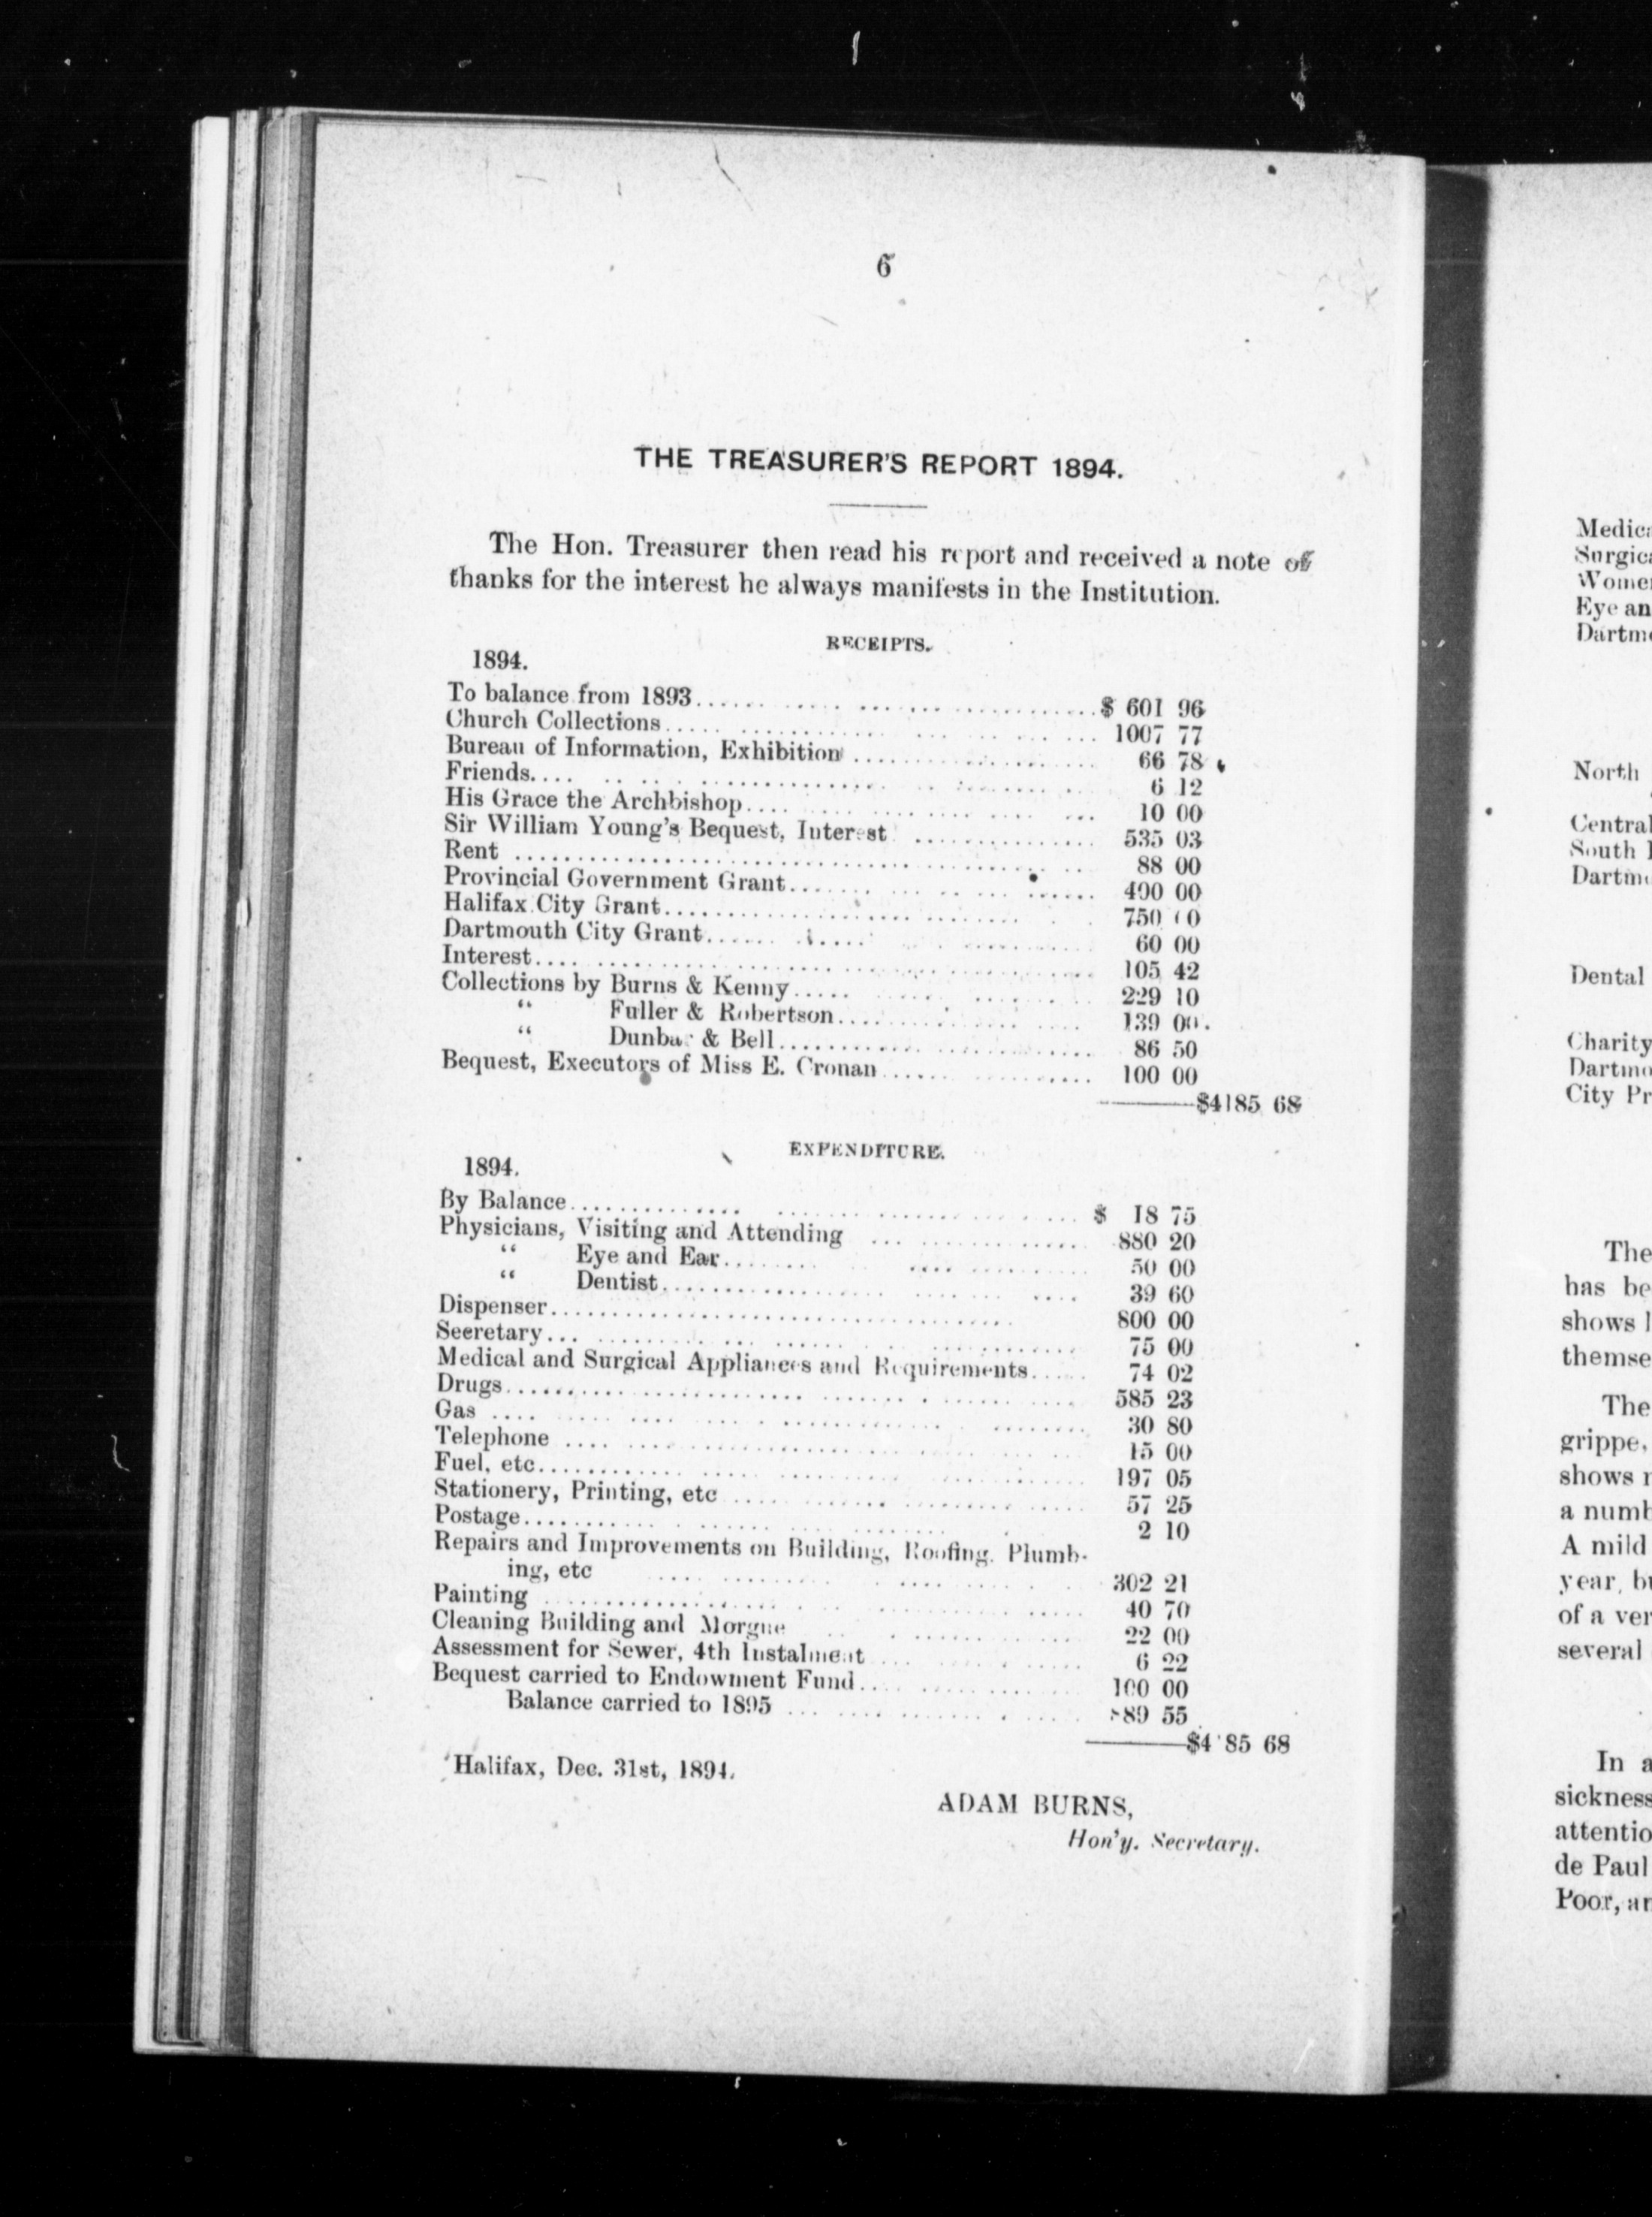 6
THE TREASURER'S REPORT 1894.
The Hon. Treasurer then read his report and received a note of
thanks for the interest he always manifests in the Institution.
RECEIPTS.
1894.
To balance from 1893 $ 601 96
Church Collections 1007 77
Bureau of Information, Exhibition 66 78
Friends 6 12
His Grace the Archbishop 10 00
Sir William Young's Bequest, Interest 535 03
Rent 88 00
Provincial Government Grant 400 00
Halifax City Grant 750 00
Dartmouth City Grant 60 00
Interest 105 42
Collections by Burns & Kenny 229 10
" Fuller & Robertson 139 00
" Dunbar & Bell 86 50
Bequest, Executors of Miss E. Cronan 100 00
$4185 68
EXPENDITURE.
1894.
By Balance $ 18 75
Physicians, Visiting and Attending 880 20
" Eye and Ear 50 00
" Dentist 39 60
Dispenser 800 00
Secretary 75 00
Medical and Surgical Appliances and Requirements 74 02
Drugs 585 23
Gas 30 80
Telephone 15 00
Fuel, etc 197 05
Stationery, Printing, etc 57 25
Postage 2 10
Repairs and Improvements on Building, Roofing, Plumb-
ing, etc 302 21
Painting 40 70
Cleaning Building and Morgue 22 00
Assessment for Sewer, 4th Instalment 6 22
Bequest carried to Endowment Fund 100 00
Balance carried to 1895 889 55
$4185 68
Halifax, Dec. 31st, 1894.
ADAM BURNS,
Hon'y. Secretary.
Eye an
North
Central
South
Dental
Charity
City Pr
The
has be
shows
The
grippe,
shows
A mild
year,
of a ver
several
In a
sickness
de Paul
Poor,